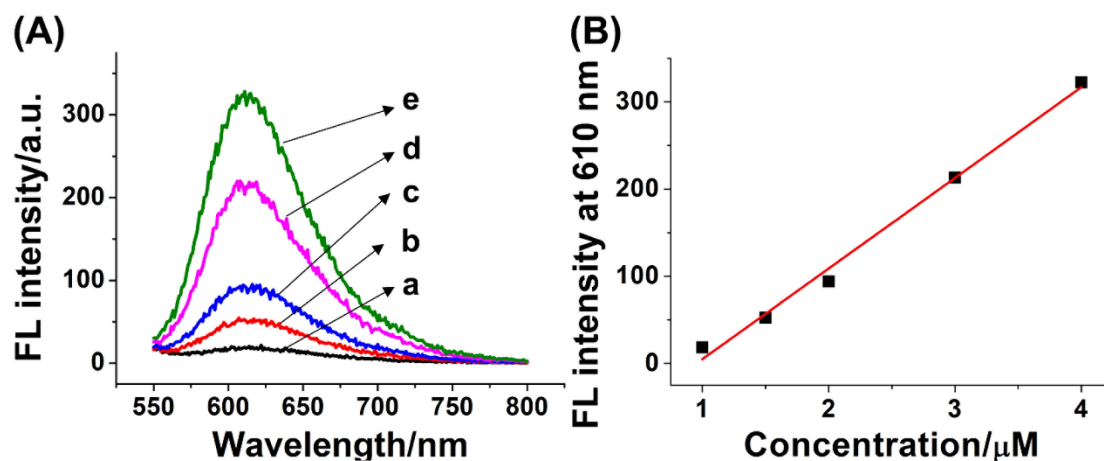 (A)
FL intensity/a.u.
300
200
100
0
e
d
c
b
a
550 600 650 700 750 800
Wavelength/nm
(B)
FL intensity at 610 nm
300
200
100
0
1 2 3 4
Concentration/μM